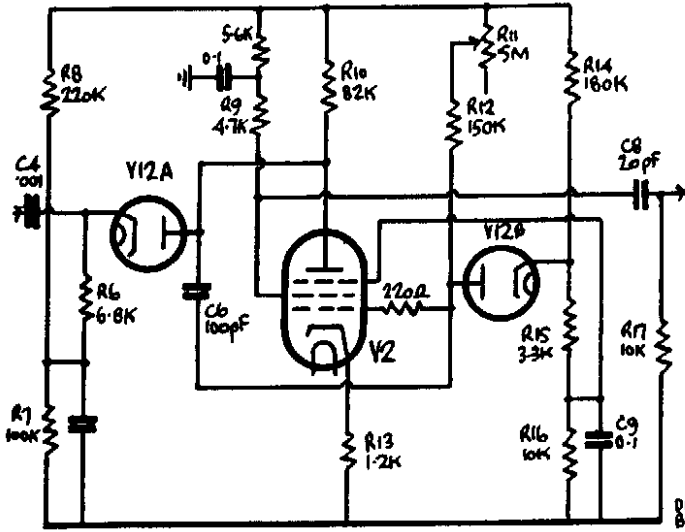 5.6K
R11
5M
0.1
R8
220K
R10
82K
R14
180K
R9
4.7K
R12
150K
C8
20pF
C4
.001
V12A
V12B
R6
6.8K
C6
100pF
220Ω
R15
3.3K
R17
10K
V2
R7
100K
R13
1.2K
R16
10K
C9
0.1